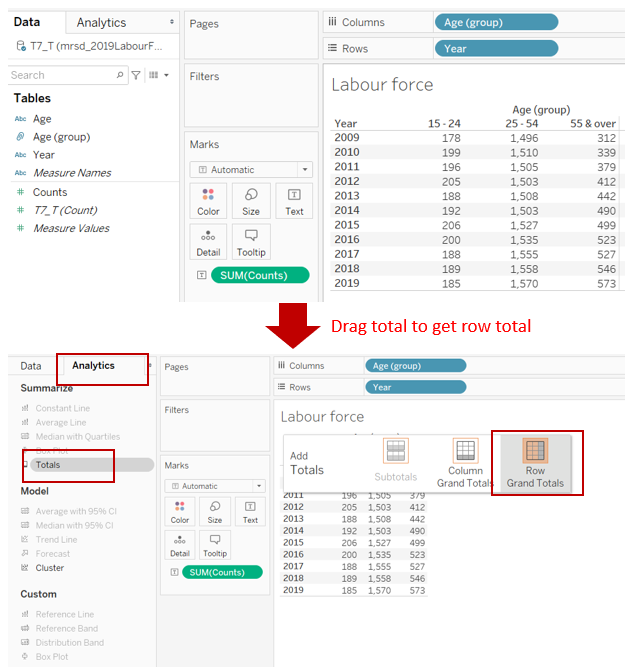 Data Analytics
T7_T (mrsd_2019LabourF...
Search
Tables
Abc Age
Age (group)
Abc Year
Abc Measure Names
# Counts
# T7_T (Count)
# Measure Values
Pages
Filters
Marks
Automatic
Color Size Text
Detail Tooltip
SUM(Counts)
Columns Age (group)
Rows Year
Labour force
Age (group)
Year 15 - 24 25 - 54 55 & over
2009 178 1,496 312
2010 199 1,510 339
2011 196 1,505 379
2012 205 1,503 412
2013 188 1,508 442
2014 192 1,503 490
2015 206 1,527 499
2016 200 1,535 523
2017 188 1,555 527
2018 189 1,558 546
2019 185 1,570 573
Drag total to get row total
Data Analytics
Summarize
Constant Line
Average Line
Median with Quartiles
Box Plot
Totals
Model
Average with 95% CI
Median with 95% CI
Trend Line
Forecast
Cluster
Custom
Reference Line
Reference Band
Distribution Band
Box Plot
Pages
Filters
Marks
Automatic
Color Size Text
Detail Tooltip
SUM(Counts)
Columns Age (group)
Rows Year
Labour force
Add
Totals
Subtotals
Column
Grand Totals
Row
Grand Totals
2011 196 1,505 379
2012 205 1,503 412
2013 188 1,508 442
2014 192 1,503 490
2015 206 1,527 499
2016 200 1,535 523
2017 188 1,555 527
2018 189 1,558 546
2019 185 1,570 573